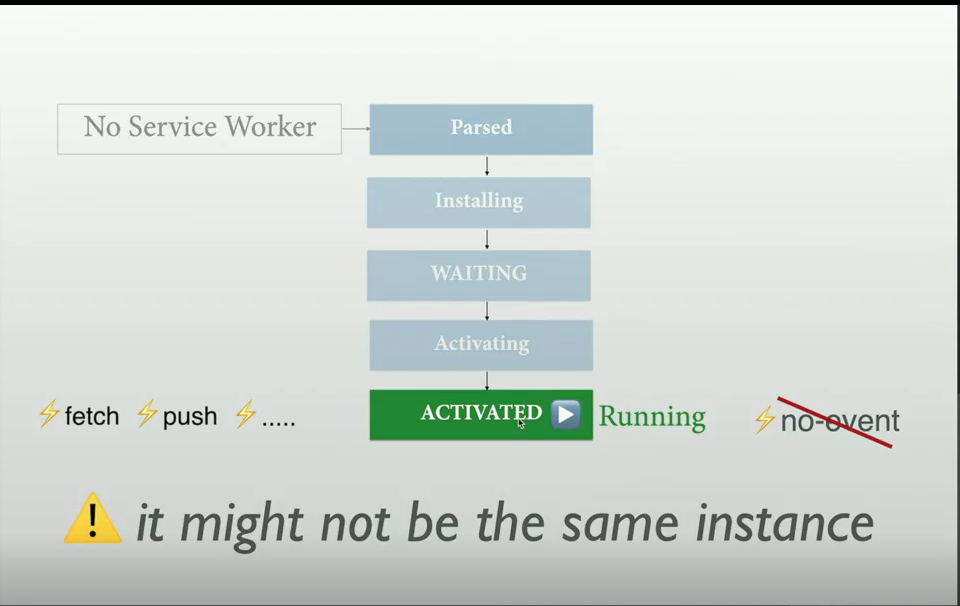 No Service Worker
Parsed
Installing
WAITING
Activating
⚡fetch ⚡push ⚡..... ACTIVATED ▶️ Running ⚡no-event
⚠️ it might not be the same instance